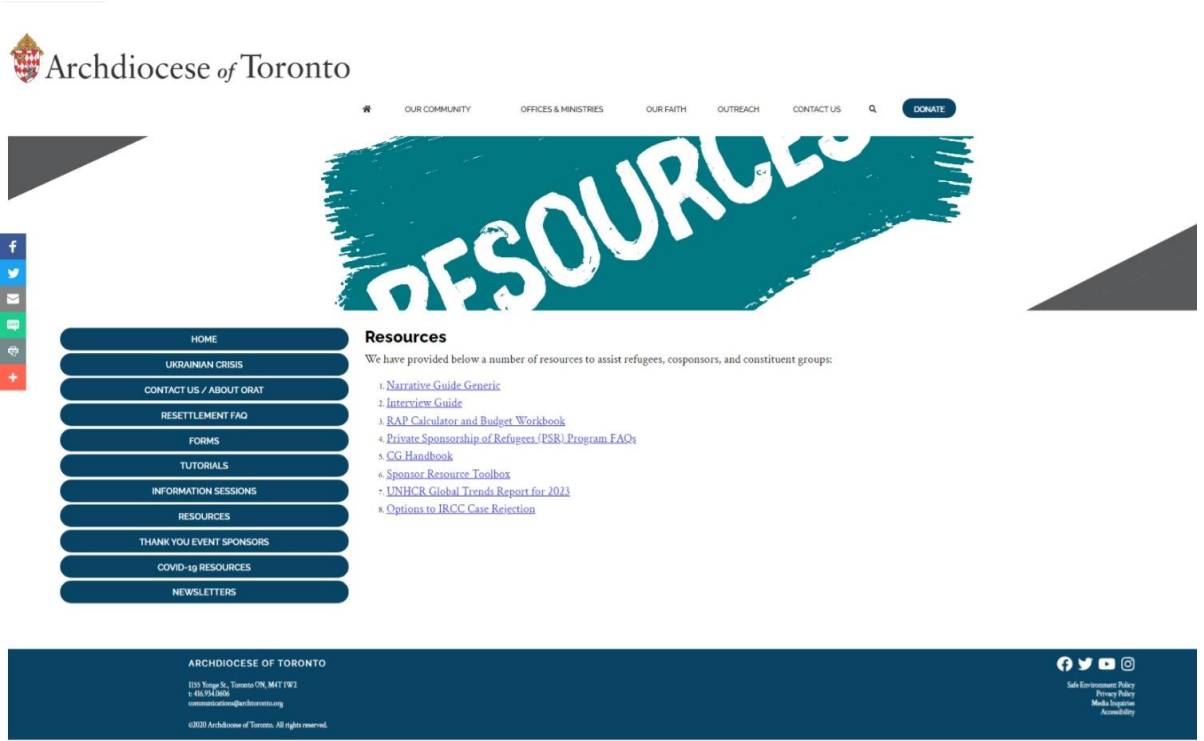 Archdiocese of Toronto
OUR COMMUNITY OFFICES & MINISTRIES OUR FAITH OUTREACH CONTACT US DONATE
RESOURCES
HOME
UKRAINIAN CRISIS
CONTACT US / ABOUT ORAT
RESETTLEMENT FAQ
FORMS
TUTORIALS
INFORMATION SESSIONS
RESOURCES
THANK YOU EVENT SPONSORS
COVID-19 RESOURCES
NEWSLETTERS
Resources
We have provided below a number of resources to assist refugees, cosponsors, and constituent groups:
1. Narrative Guide Generic
2. Interview Guide
3. RAP Calculator and Budget Workbook
4. Private Sponsorship of Refugees (PSR) Program FAQs
5. CG Handbook
6. Sponsor Resource Toolbox
7. UNHCR Global Trends Report for 2023
8. Options to IRCC Case Rejection
ARCHDIOCESE OF TORONTO
1155 Yonge St., Toronto ON, M4T 1W2
t: 416.934.0606
communications@archtoronto.org
©2020 Archdiocese of Toronto. All rights reserved.
Safe Environment Policy
Privacy Policy
Media Inquiries
Accessibility